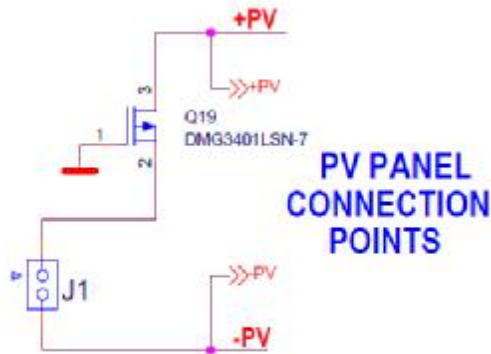 +PV
3
+PV
Q19
DMG3401LSN-7
1
2
PV PANEL
CONNECTION
POINTS
-PV
J1
-PV